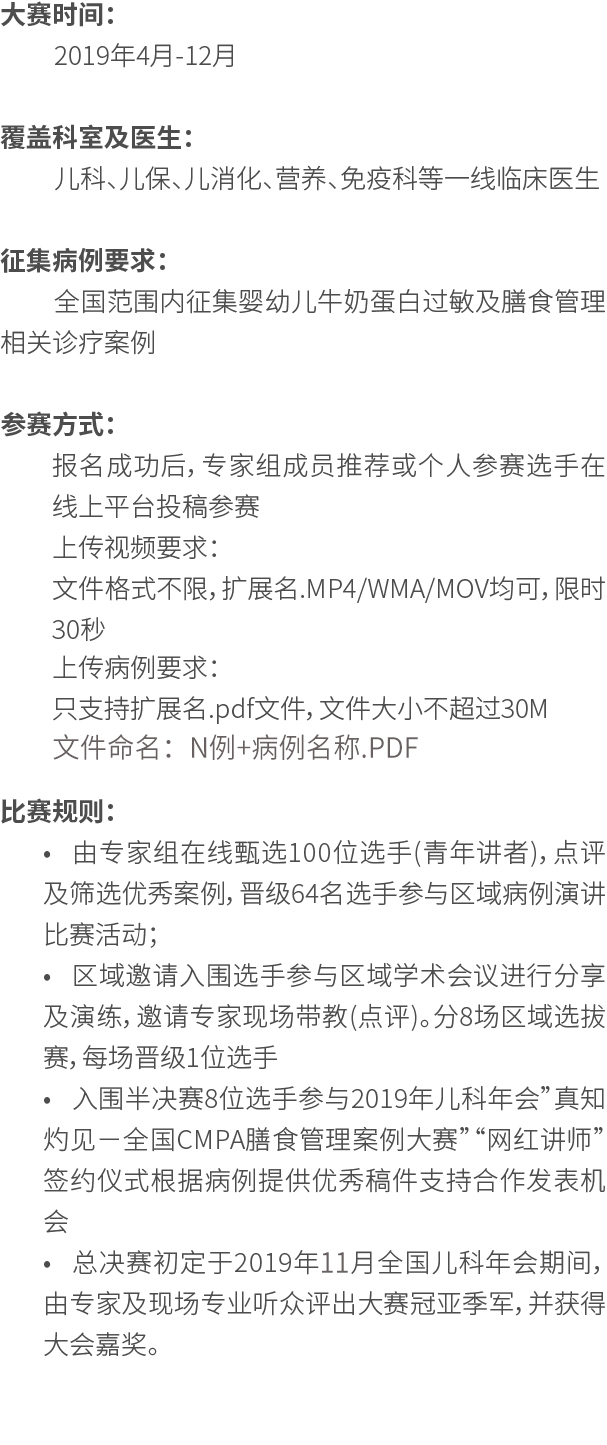 大赛时间：
2019年4月-12月
覆盖科室及医生：
儿科、儿保、儿消化、营养、免疫科等一线临床医生
征集病例要求：
全国范围内征集婴幼儿牛奶蛋白过敏及膳食管理
相关诊疗案例
参赛方式：
报名成功后，专家组成员推荐或个人参赛选手在
线上平台投稿参赛
上传视频要求：
文件格式不限，扩展名.MP4/WMA/MOV均可，限时
30秒
上传病例要求：
只支持扩展名.pdf文件，文件大小不超过30M
文件命名：N例+病例名称.PDF
比赛规则：
• 由专家组在线甄选100位选手(青年讲者)，点评
及筛选优秀案例，晋级64名选手参与区域病例演讲
比赛活动；
• 区域邀请入围选手参与区域学术会议进行分享
及演练，邀请专家现场带教(点评)。分8场区域选拔
赛，每场晋级1位选手
• 入围半决赛8位选手参与2019年儿科年会”真知
灼见－全国CMPA膳食管理案例大赛”“网红讲师”
签约仪式根据病例提供优秀稿件支持合作发表机
会
• 总决赛初定于2019年11月全国儿科年会期间，
由专家及现场专业听众评出大赛冠亚季军，并获得
大会嘉奖。